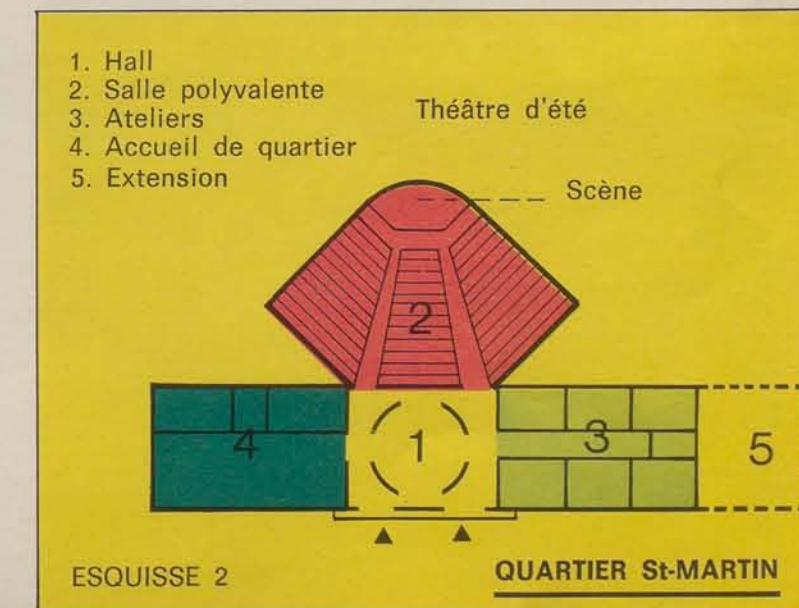 1. Hall
2. Salle polyvalente
3. Ateliers
4. Accueil de quartier
5. Extension
Théâtre d'été
Scène
2
4
1
3
5
ESQUISSE 2
QUARTIER St-MARTIN